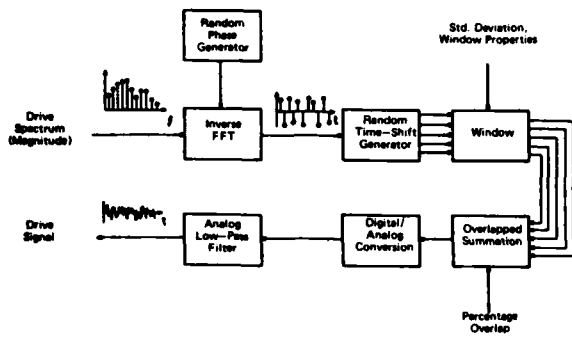 Random
Phase
Generator
Std. Deviation,
Window Properties
Drive
Spectrum
(Magnitude)
f
Inverse
FFT
t
Random
Time-Shift
Generator
Window
Drive
Signal
t
Analog
Low-Pass
Filter
Digital/
Analog
Conversion
Overlapped
Summation
Percentage
Overlap